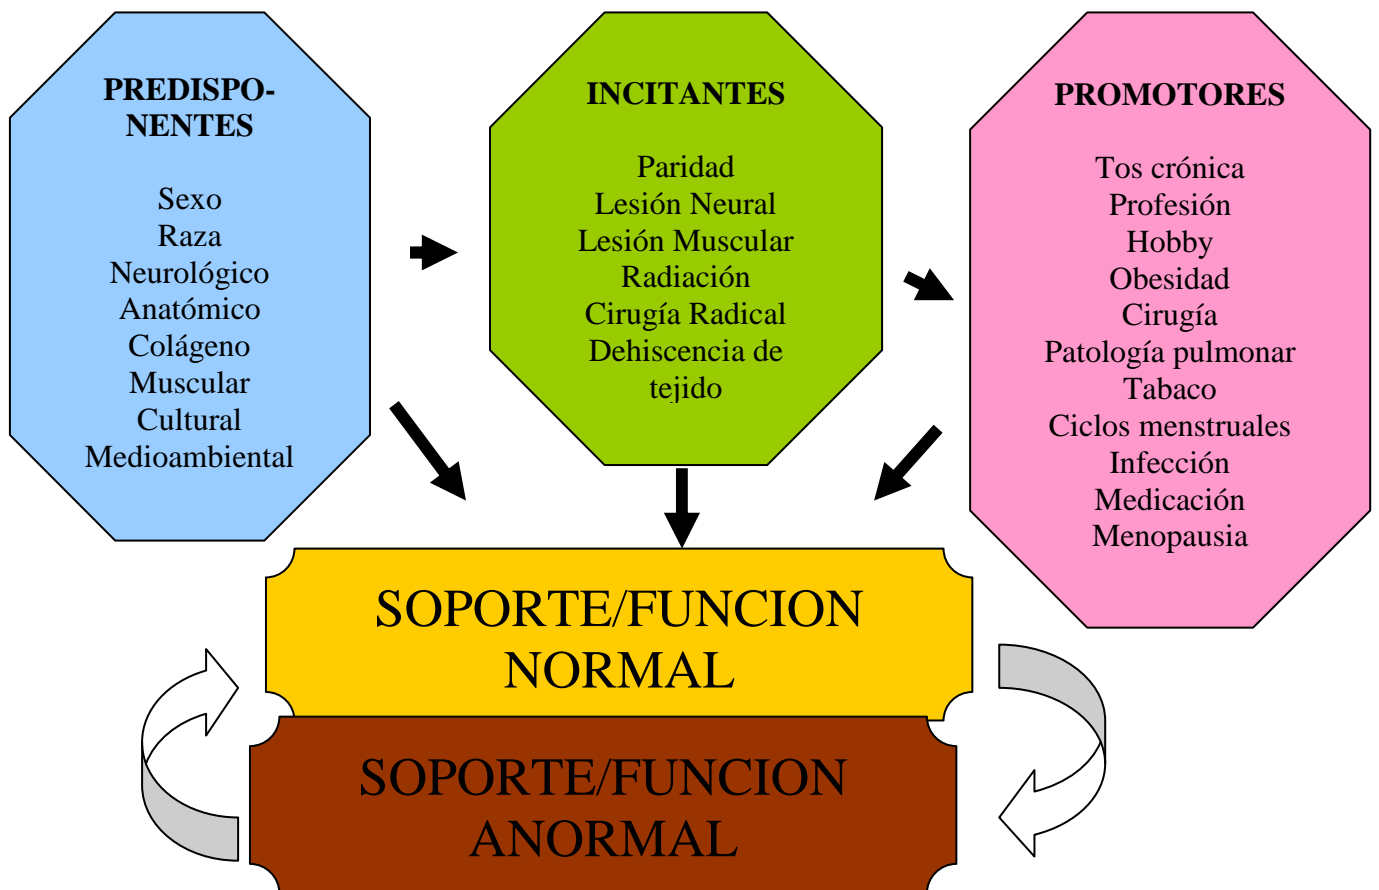 PREDISPO-
NENTES
Sexo
Raza
Neurológico
Anatómico
Colágeno
Muscular
Cultural
Medioambiental
INCITANTES
Paridad
Lesión Neural
Lesión Muscular
Radiación
Cirugía Radical
Dehiscencia de
tejido
PROMOTORES
Tos crónica
Profesión
Hobby
Obesidad
Cirugía
Patología pulmonar
Tabaco
Ciclos menstruales
Infección
Medicación
Menopausia
SOPORTE/FUNCION
NORMAL
SOPORTE/FUNCION
ANORMAL